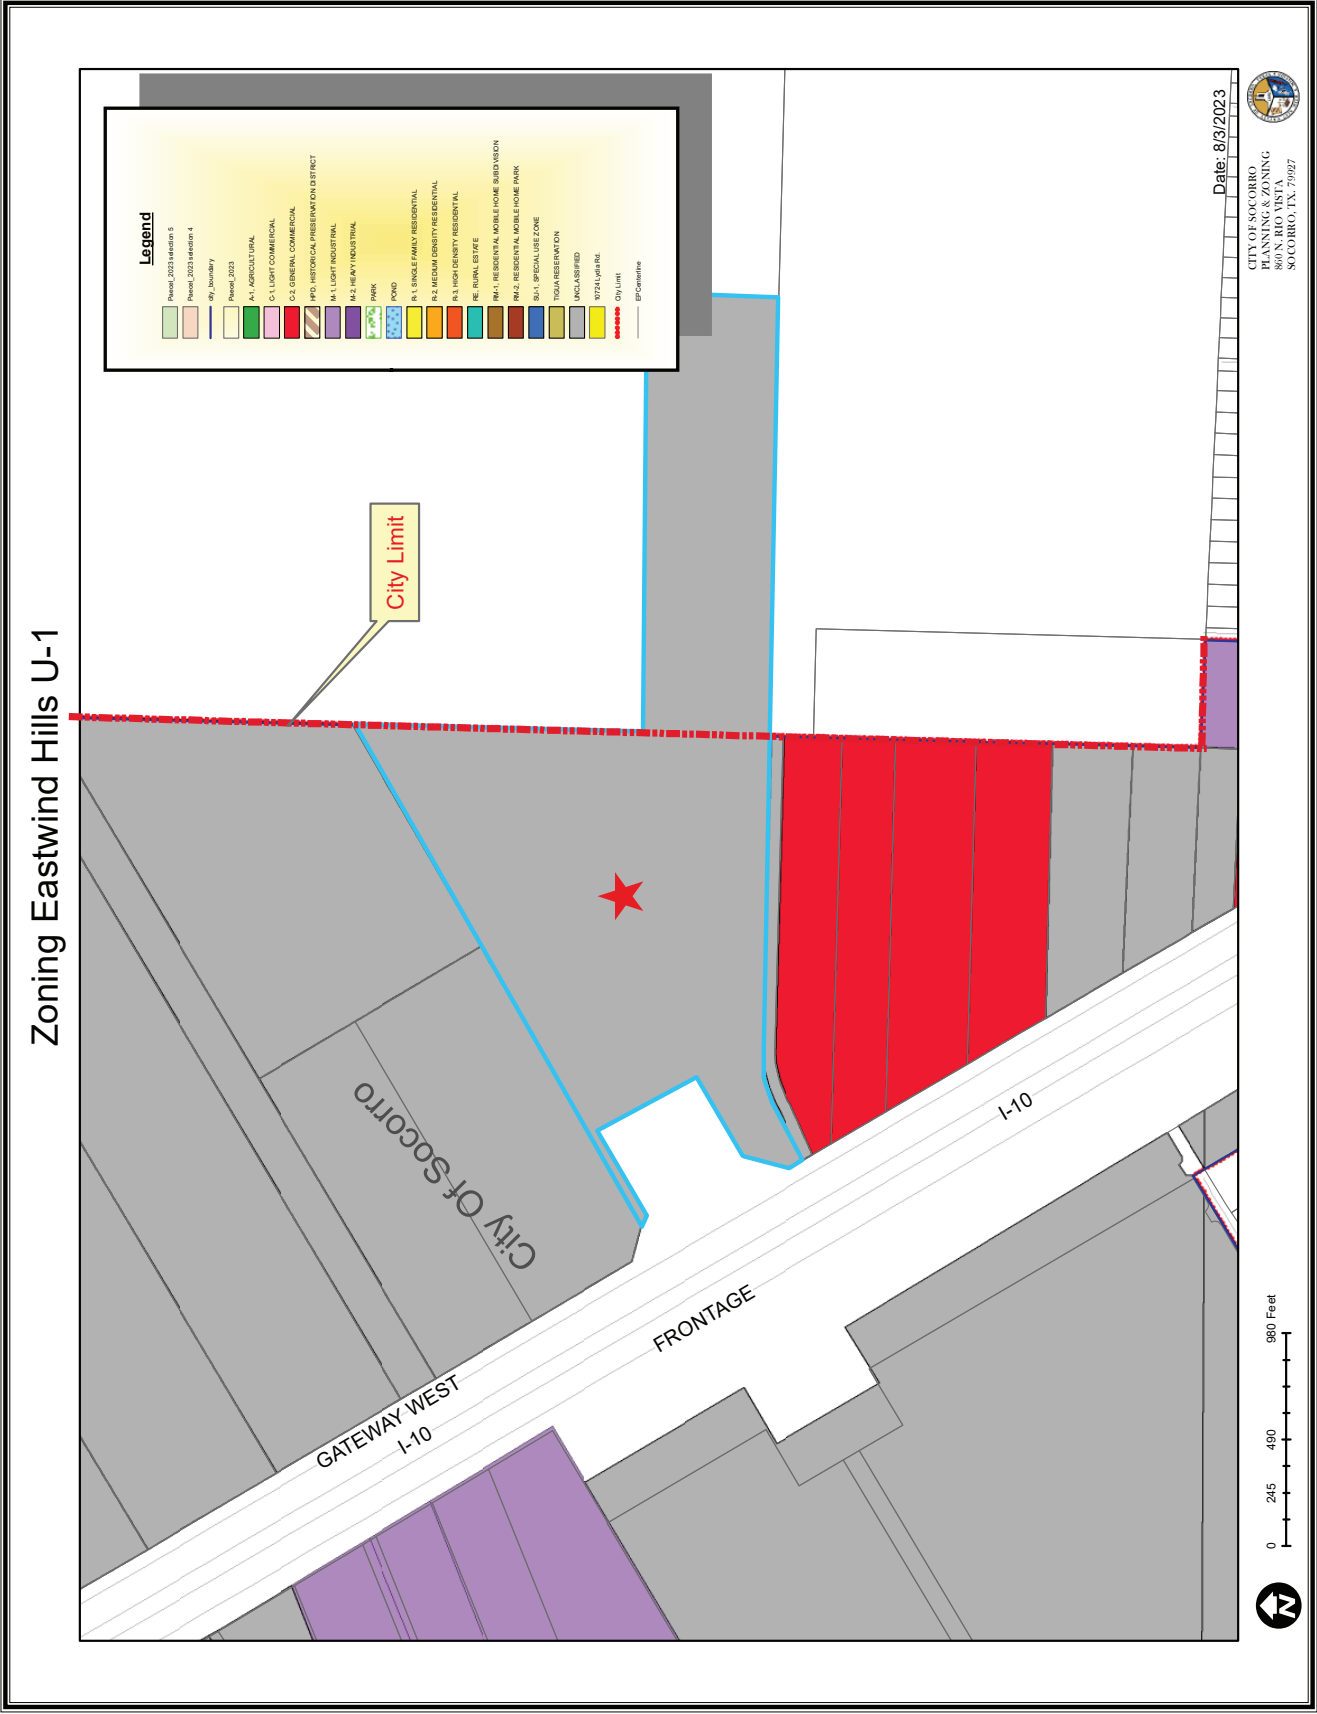 Zoning Eastwind Hills U-1
Legend
Paecel_2023 selection 5
Paecel_2023 selection 4
city_boundary
Paecel_2023
A-1, AGRICULTURAL
C-1, LIGHT COMMERCIAL
C-2, GENERAL COMMERCIAL
HPD, HISTORICAL PRESERVATION DISTRICT
M-1, LIGHT INDUSTRIAL
M-2, HEAVY INDUSTRIAL
PARK
POND
R-1, SINGLE FAMILY RESIDENTIAL
R-2, MEDIUM DENSITY RESIDENTIAL
R-3, HIGH DENSITY RESIDENTIAL
RE, RURAL ESTATE
RM-1, RESIDENTIAL MOBILE HOME SUBDIVISION
RM-2, RESIDENTIAL MOBILE HOME PARK
SU-1, SPECIAL USE ZONE
TIGUA RESERVATION
UNCLASSIFIED
10724 Lydia Rd.
City Limit
EPCenterline
City Limit
City Of Socorro
GATEWAY WEST
I-10
FRONTAGE
I-10
Date: 8/3/2023
N
0 245 490 980 Feet
CITY OF SOCORRO
PLANNING & ZONING
860 N. RIO VISTA
SOCORRO, TX. 79927